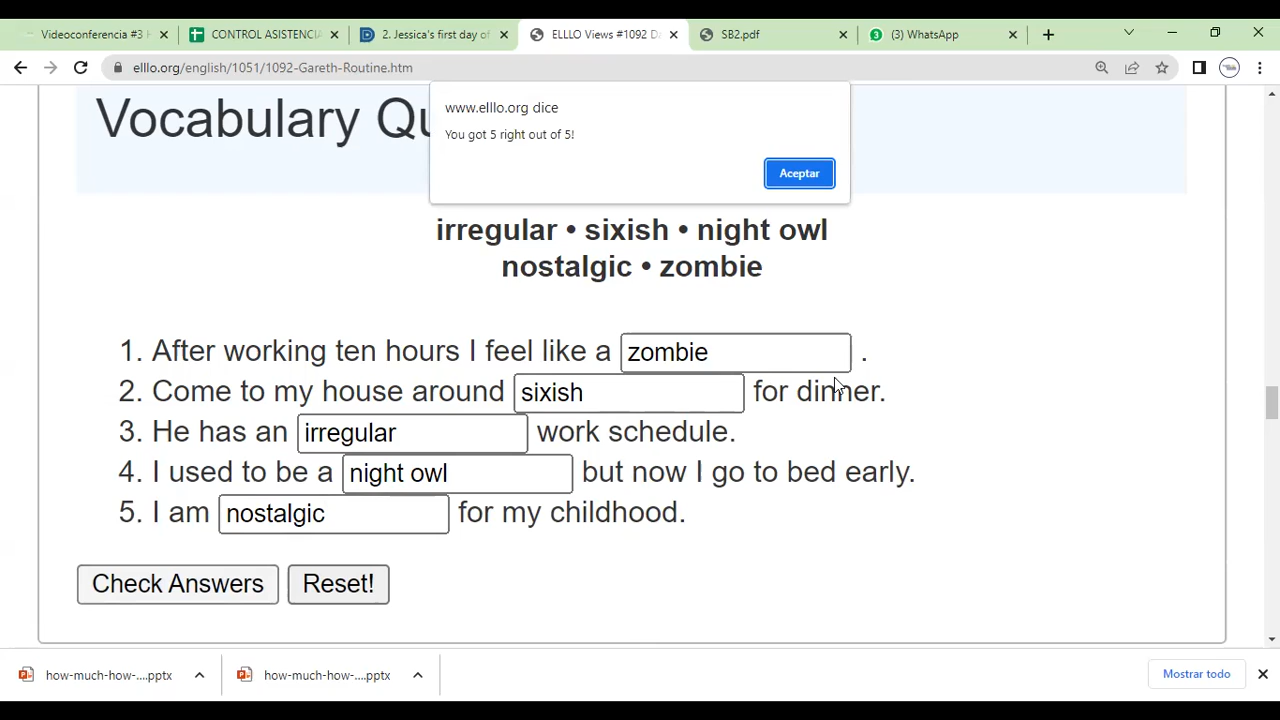 Videoconferencia #3 H
CONTROL ASISTENCIA
2. Jessica's first day of
ELLLO Views #1092 Da
SB2.pdf
(3) WhatsApp
elllo.org/english/1051/1092-Gareth-Routine.htm
Vocabulary Qu
www.elllo.org dice
You got 5 right out of 5!
Aceptar
irregular • sixish • night owl
nostalgic • zombie
1. After working ten hours I feel like a zombie .
2. Come to my house around sixish for dinner.
3. He has an irregular work schedule.
4. I used to be a night owl but now I go to bed early.
5. I am nostalgic for my childhood.
Check Answers Reset!
how-much-how-....pptx
how-much-how-....pptx
Mostrar todo